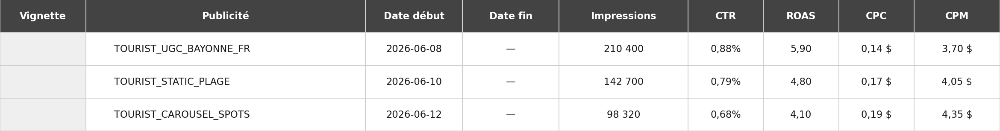 Vignette Publicité Date début Date fin Impressions CTR ROAS CPC CPM
TOURIST_UGC_BAYONNE_FR 2026-06-08 — 210 400 0,88% 5,90 0,14 $ 3,70 $
TOURIST_STATIC_PLAGE 2026-06-10 — 142 700 0,79% 4,80 0,17 $ 4,05 $
TOURIST_CAROUSEL_SPOTS 2026-06-12 — 98 320 0,68% 4,10 0,19 $ 4,35 $